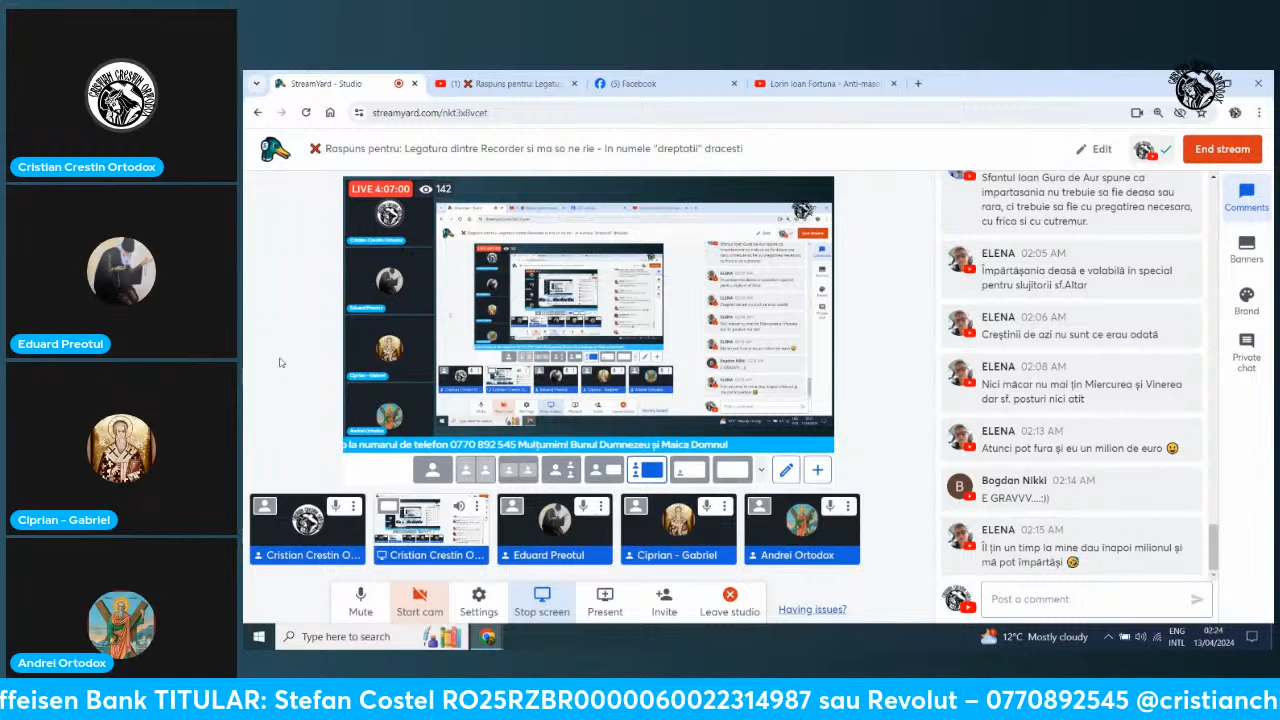 Cristian Crestin Ortodox
Eduard Preotul
Ciprian - Gabriel
Andrei Ortodox
StreamYard - Studio
(1) ❌ Raspuns pentru: Legatu
(5) Facebook
Lorin Ioan Fortuna - Anti-maso
streamyard.com/nkt3x8vcet
❌ Raspuns pentru: Legatura dintre Recorder si ma so ne rie - In numele "dreptatii" dracesti
Edit
End stream
LIVE 4:07:00 142
o la numarul de telefon 0770 892 545 Mulțumim! Bunul Dumnezeu și Maica Domnul
Cristian Crestin O...
Cristian Crestin O...
Eduard Preotul
Ciprian - Gabriel
Andrei Ortodox
Mute
Start cam
Settings
Stop screen
Present
Invite
Leave studio
Having issues?
Sfantul Ioan Gura de Aur spune ca
impartasania nu trebuie sa fie deasa sau
rara, ci trebuie sa fie cu pregatirea necesara,
cu frica si cu cutremur.
ELENA 02:05 AM
Împărtășania deasă e valabilă în special
pentru slujitorii sf.Altar
ELENA 02:06 AM
Creștinii de azi nu sunt ce erau odată
ELENA 02:08 AM
Nici măcar nu mai țin Miercurea și Vinerea
dar sf. posturi nici atit
ELENA 02:13 AM
Atunci pot fura și eu un milion de euro 😃
B
Bogdan Nikki 02:14 AM
E GRAVVV....:))
ELENA 02:15 AM
Îl țin un timp la mine dau înapoi milionul și
mă pot împărtăși 🤣
Post a comment
Comments
Banners
Brand
Private
chat
Type here to search
12°C Mostly cloudy
ENG
INTL
02:24
13/04/2024
ffeisen Bank TITULAR: Stefan Costel RO25RZBR0000060022314987 sau Revolut – 0770892545 @cristianch